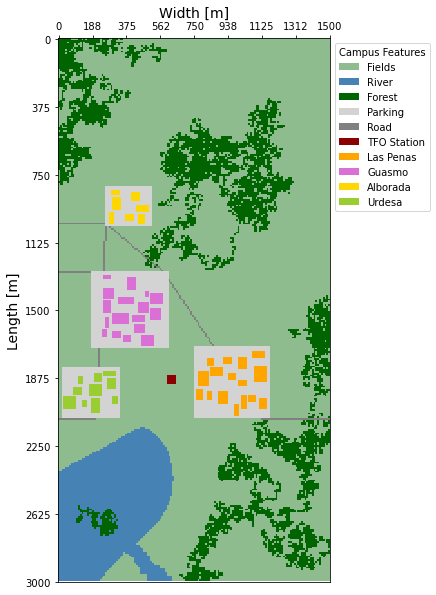 Width [m]
0 188 375 562 750 938 1125 1312 1500
Length [m]
0
375
750
1125
1500
1875
2250
2625
3000
Campus Features
Fields
River
Forest
Parking
Road
TFO Station
Las Penas
Guasmo
Alborada
Urdesa